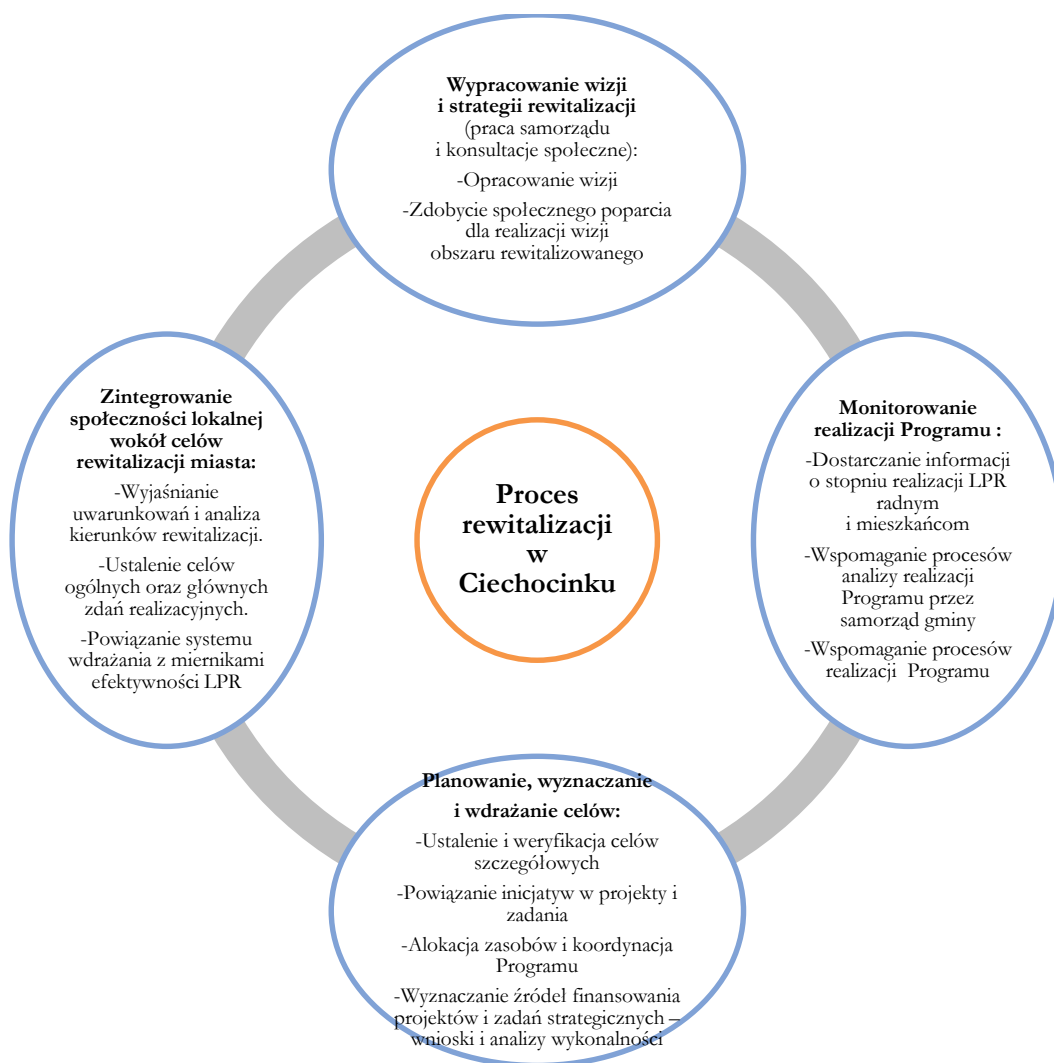 Wypracowanie wizji
i strategii rewitalizacji
(praca samorządu
i konsultacje społeczne):
-Opracowanie wizji
-Zdobycie społecznego poparcia
dla realizacji wizji
obszaru rewitalizowanego
Zintegrowanie
społeczności lokalnej
wokół celów
rewitalizacji miasta:
-Wyjaśnianie
uwarunkowań i analiza
kierunków rewitalizacji.
-Ustalenie celów
ogólnych oraz głównych
zdań realizacyjnych.
-Powiązanie systemu
wdrażania z miernikami
efektywności LPR
Proces
rewitalizacji
w
Ciechocinku
Monitorowanie
realizacji Programu :
-Dostarczanie informacji
o stopniu realizacji LPR
radnym
i mieszkańcom
-Wspomaganie procesów
analizy realizacji
Programu przez
samorząd gminy
-Wspomaganie procesów
realizacji Programu
Planowanie, wyznaczanie
i wdrażanie celów:
-Ustalenie i weryfikacja celów
szczegółowych
-Powiązanie inicjatyw w projekty i
zadania
-Alokacja zasobów i koordynacja
Programu
-Wyznaczanie źródeł finansowania
projektów i zadań strategicznych –
wnioski i analizy wykonalności